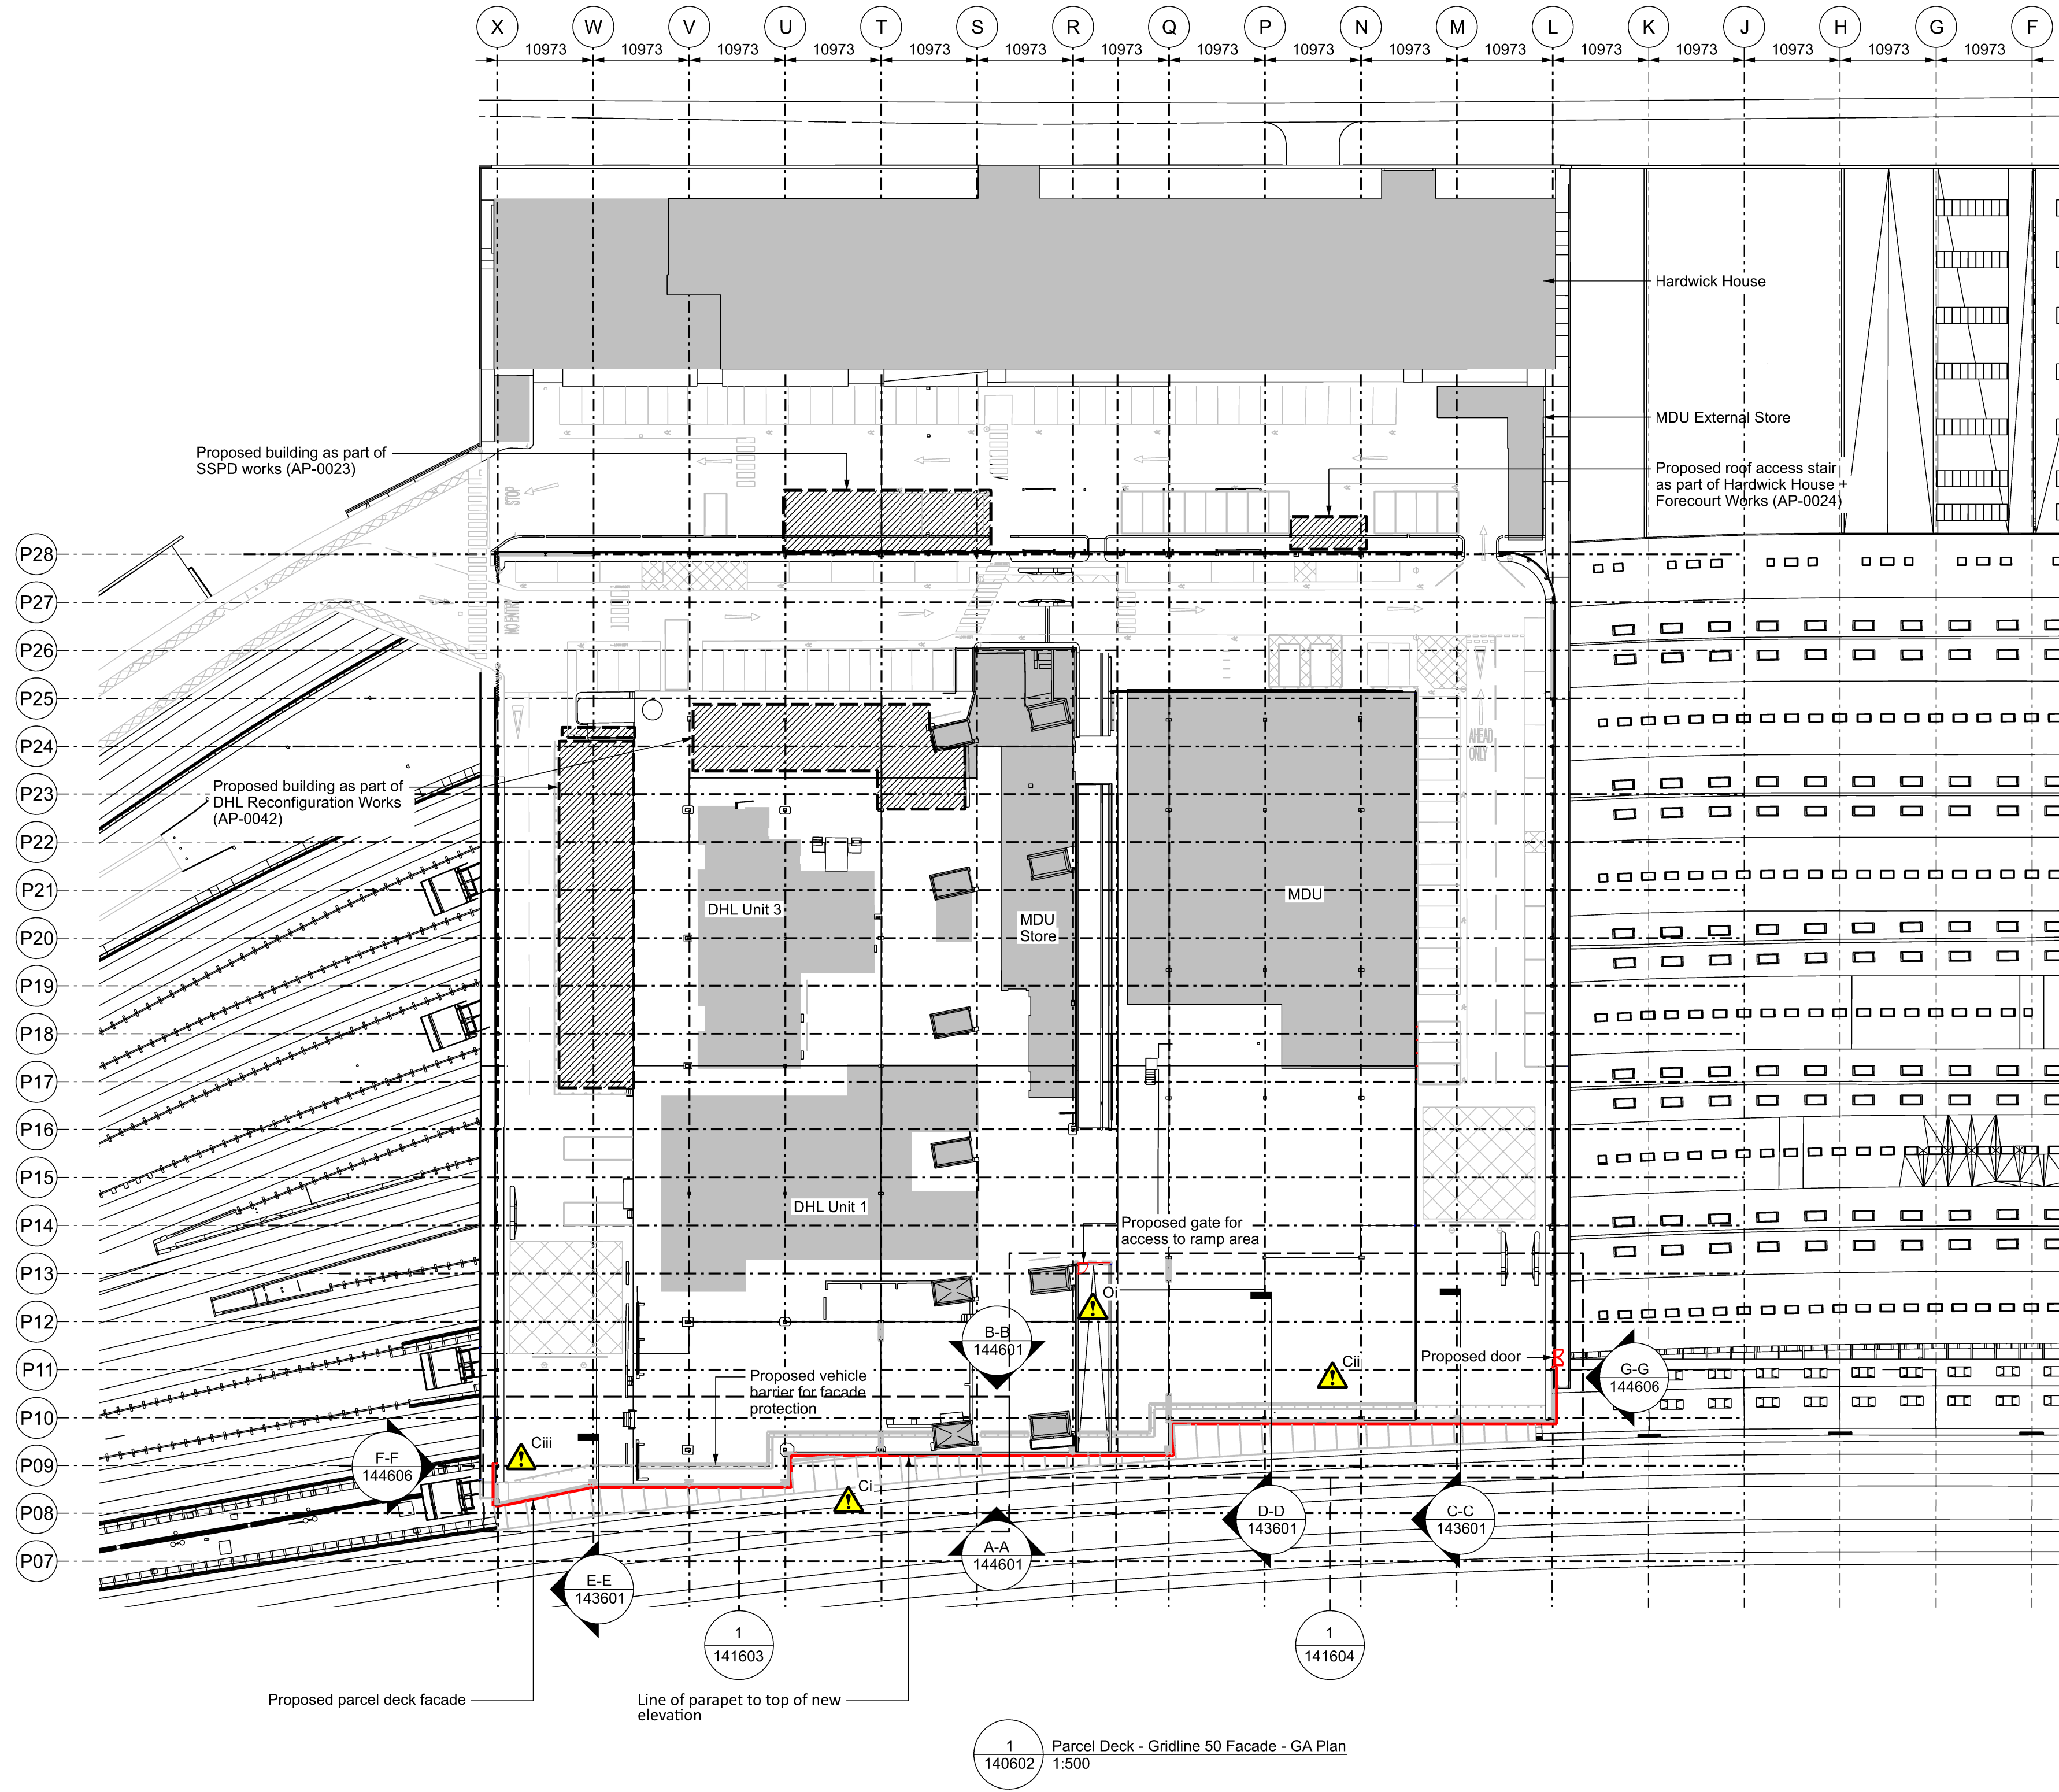 X W V U T S R Q P N M L K J H G F
10973 10973 10973 10973 10973 10973 10973 10973 10973 10973 10973 10973 10973 10973 10973 10973
Hardwick House
MDU External Store
Proposed building as part of
SSPD works (AP-0023)
Proposed roof access stair
as part of Hardwick House +
Forecourt Works (AP-0024)
STOP
P28
P27
NO ENTRY
P26
P25
P24
AHEAD
ONLY
Proposed building as part of
DHL Reconfiguration Works
(AP-0042)
P23
P22
P21
DHL Unit 3
MDU
MDU
Store
P20
P19
P18
P17
P16
P15
DHL Unit 1
P14
Proposed gate for
access to ramp area
P13
Oi
P12
B-B
144601
P11
Cii
Proposed door
G-G
144606
Proposed vehicle
barrier for facade
protection
P10
Ciii
P09
F-F
144606
Ci
P08
D-D
143601
C-C
143601
P07
A-A
144601
E-E
143601
1
141603
1
141604
Proposed parcel deck facade
Line of parapet to top of new
elevation
1
140602
Parcel Deck - Gridline 50 Facade - GA Plan
1:500